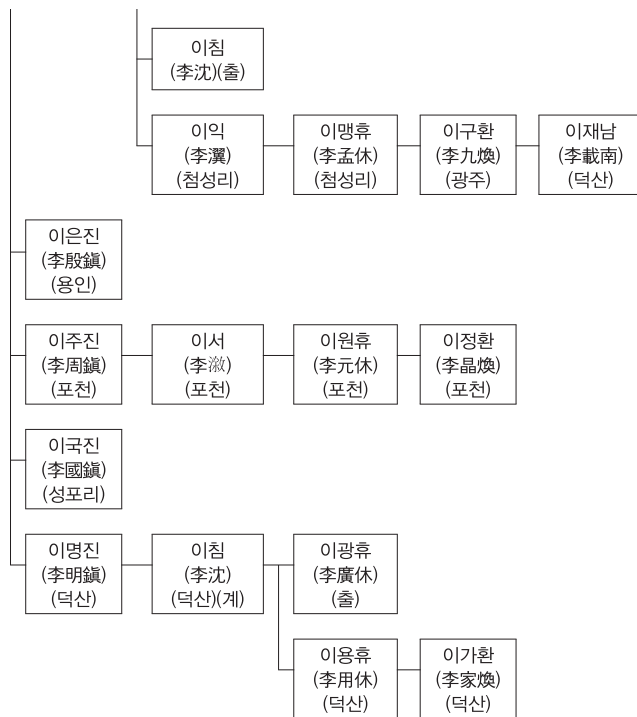 이침
(李沈)(출)
이익
(李瀷)
(첨성리)
이맹휴
(李孟休)
(첨성리)
이구환
(李九煥)
(광주)
이재남
(李載南)
(덕산)
이은진
(李殷鎭)
(용인)
이주진
(李周鎭)
(포천)
이서
(李漵)
(포천)
이원휴
(李元休)
(포천)
이정환
(李晶煥)
(포천)
이국진
(李國鎭)
(성포리)
이명진
(李明鎭)
(덕산)
이침
(李沈)
(덕산)(계)
이광휴
(李廣休)
(출)
이용휴
(李用休)
(덕산)
이가환
(李家煥)
(덕산)